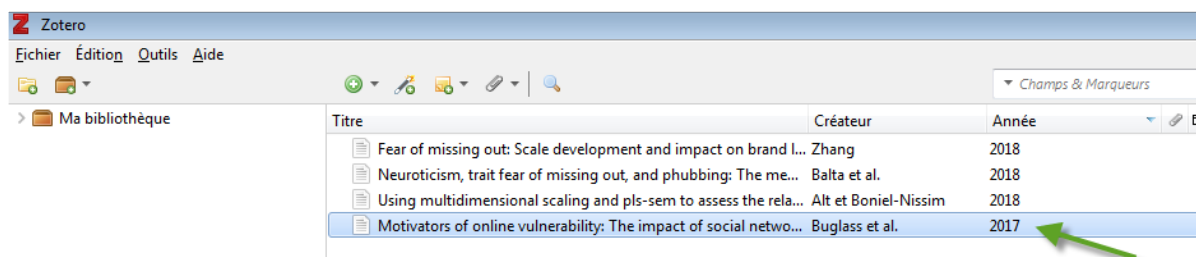 Zotero
Fichier Édition Outils Aide
Champs & Marqueurs
Ma bibliothèque
Titre Créateur Année
Fear of missing out: Scale development and impact on brand l... Zhang 2018
Neuroticism, trait fear of missing out, and phubbing: The me... Balta et al. 2018
Using multidimensional scaling and pls-sem to assess the rela... Alt et Boniel-Nissim 2018
Motivators of online vulnerability: The impact of social netwo... Buglass et al. 2017